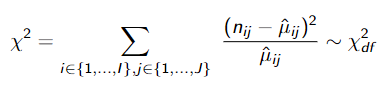 χ² = ∑_{i∈{1,...,I},j∈{1,...,J}} (n_{ij} − μ̂_{ij})² / μ̂_{ij} ∼ χ²_{df}